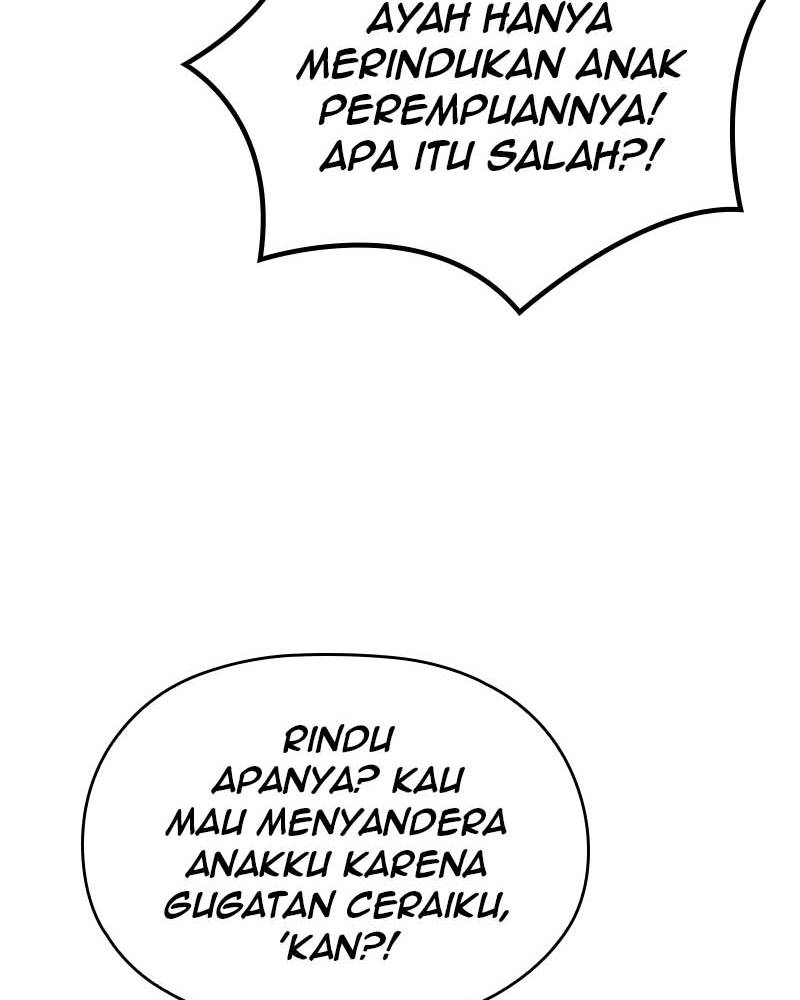 AYAH HANYA
MERINDUKAN ANAK
PEREMPUANNYA!
APA ITU SALAH?!
RINDU
APANYA? KAU
MAU MENYANDERA
ANAKKU KARENA
GUGATAN CERAIKU,
'KAN?!